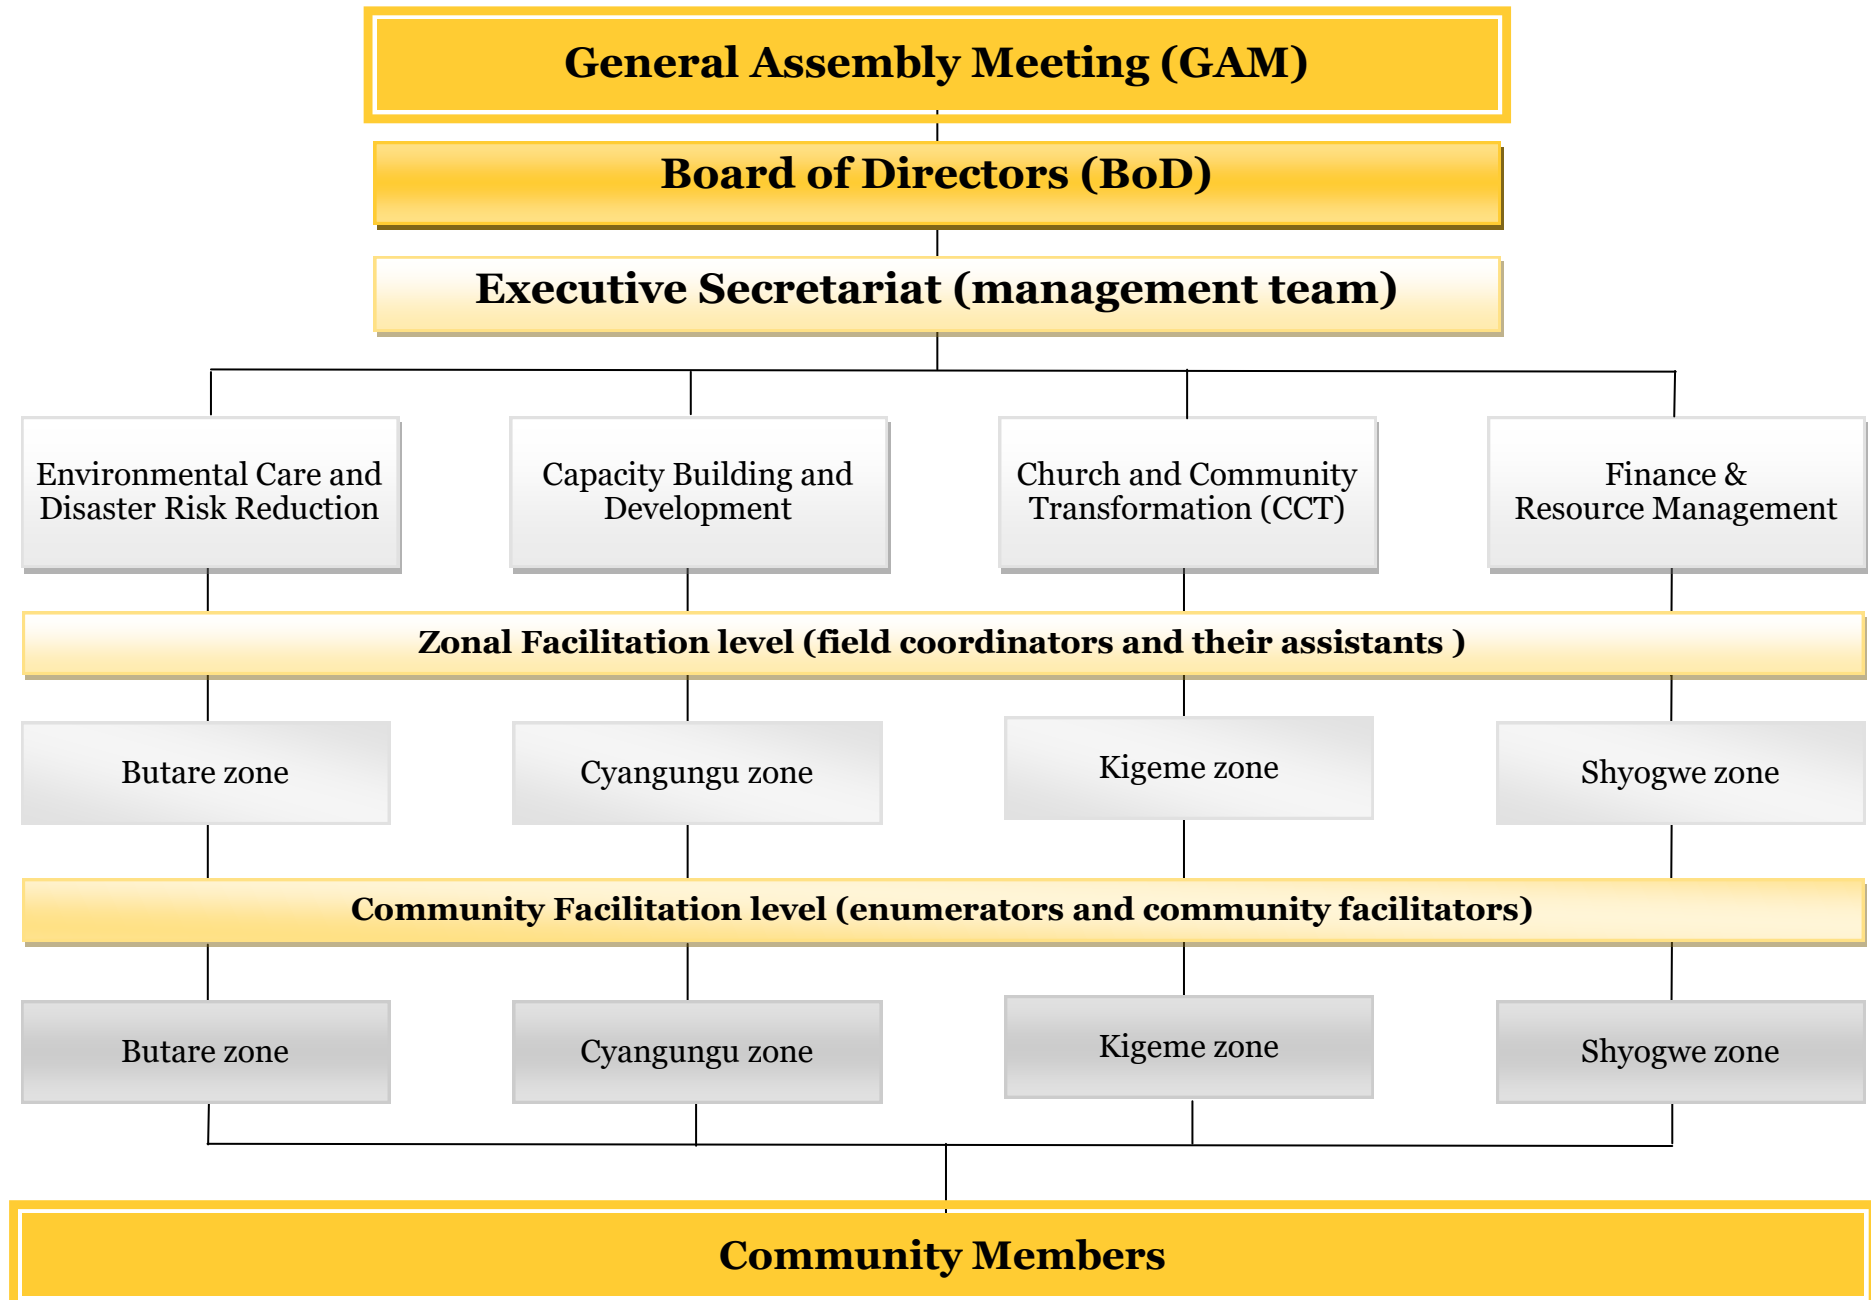 General Assembly Meeting (GAM)
Board of Directors (BoD)
Executive Secretariat (management team)
Environmental Care and
Disaster Risk Reduction
Capacity Building and
Development
Church and Community
Transformation (CCT)
Finance &
Resource Management
Zonal Facilitation level (field coordinators and their assistants )
Butare zone
Cyangungu zone
Kigeme zone
Shyogwe zone
Community Facilitation level (enumerators and community facilitators)
Butare zone
Cyangungu zone
Kigeme zone
Shyogwe zone
Community Members